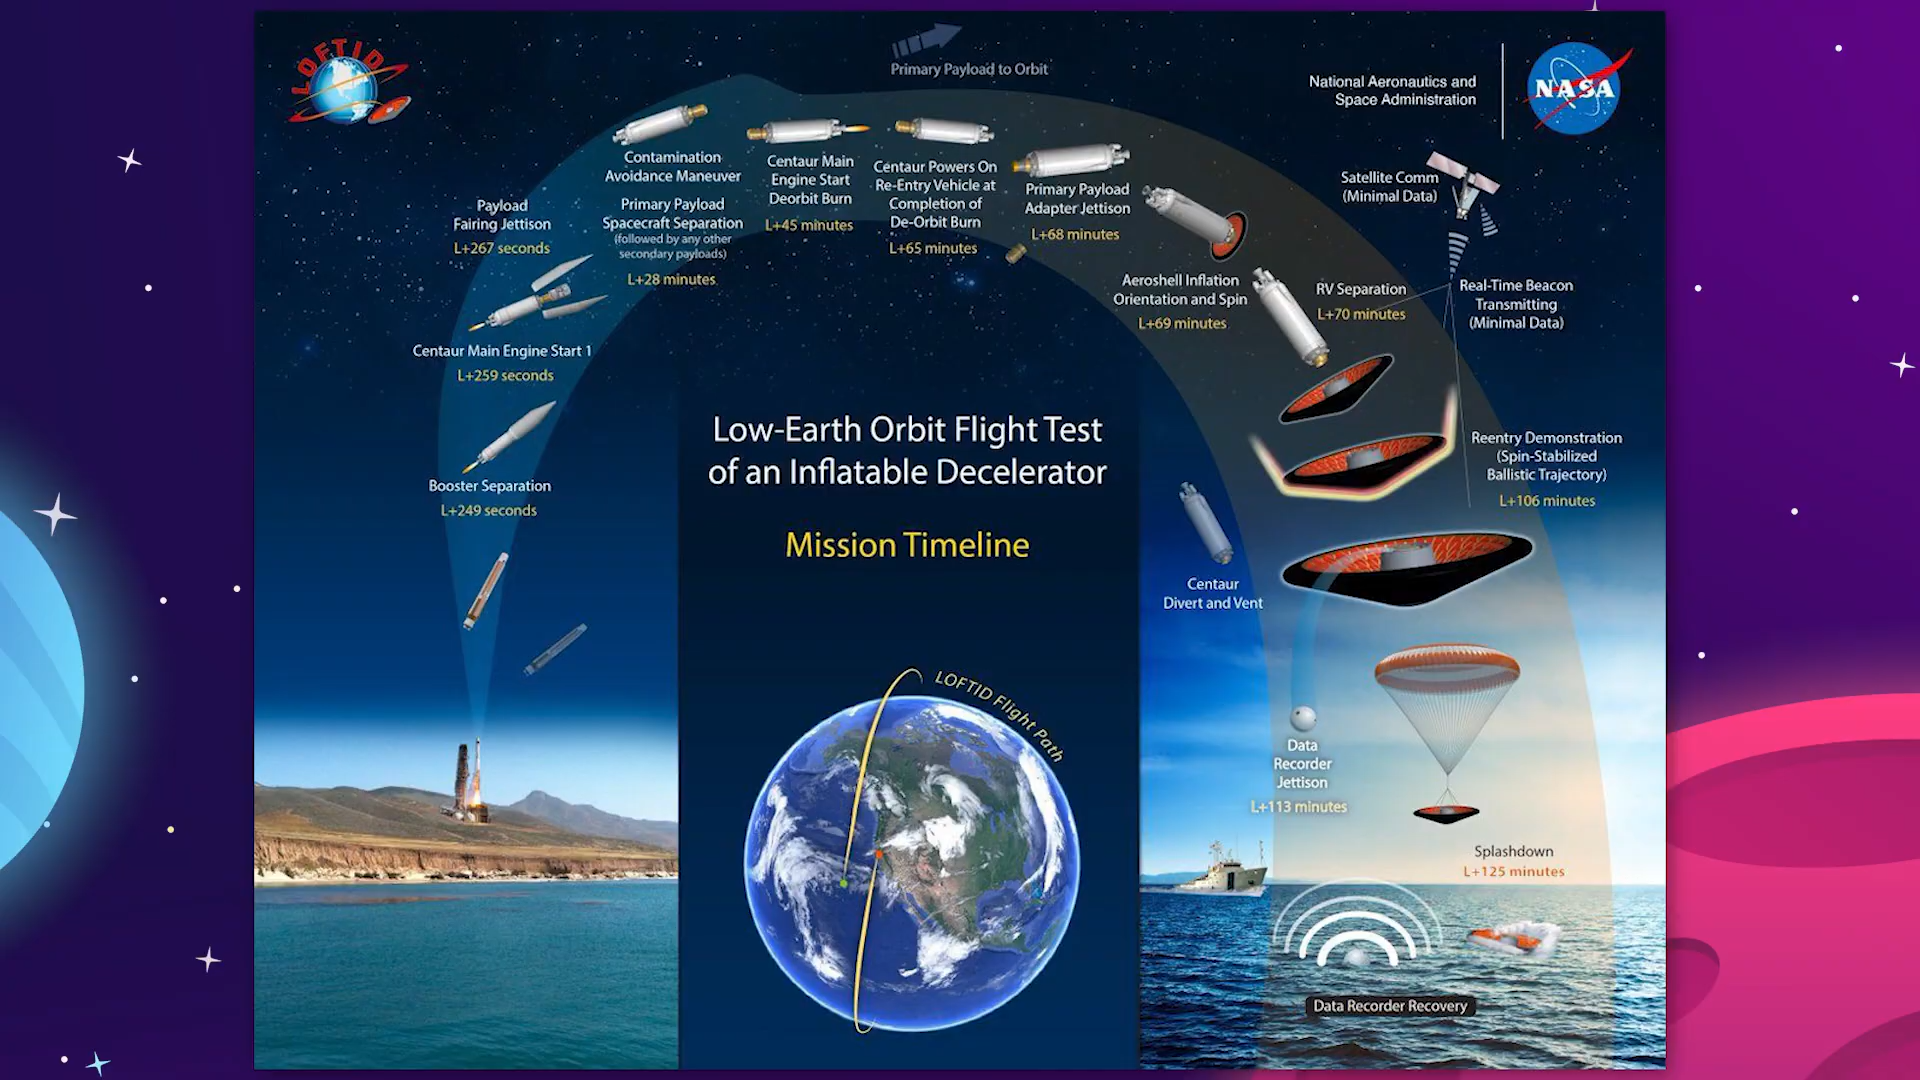 LOFTID
Primary Payload to Orbit
National Aeronautics and
Space Administration
NASA
Contamination
Avoidance Maneuver
Primary Payload
Spacecraft Separation
(followed by any other
secondary payloads)
L+28 minutes
Centaur Main
Engine Start
Deorbit Burn
L+45 minutes
Centaur Powers On
Re-Entry Vehicle at
Completion of
De-Orbit Burn
L+65 minutes
Primary Payload
Adapter Jettison
L+68 minutes
Satellite Comm
(Minimal Data)
Payload
Fairing Jettison
L+267 seconds
Aeroshell Inflation
Orientation and Spin
L+69 minutes
RV Separation
L+70 minutes
Real-Time Beacon
Transmitting
(Minimal Data)
Centaur Main Engine Start 1
L+259 seconds
Low-Earth Orbit Flight Test
of an Inflatable Decelerator
Mission Timeline
Reentry Demonstration
(Spin-Stabilized
Ballistic Trajectory)
L+106 minutes
Booster Separation
L+249 seconds
Centaur
Divert and Vent
LOFTID Flight Path
Data
Recorder
Jettison
L+113 minutes
Splashdown
L+125 minutes
Data Recorder Recovery